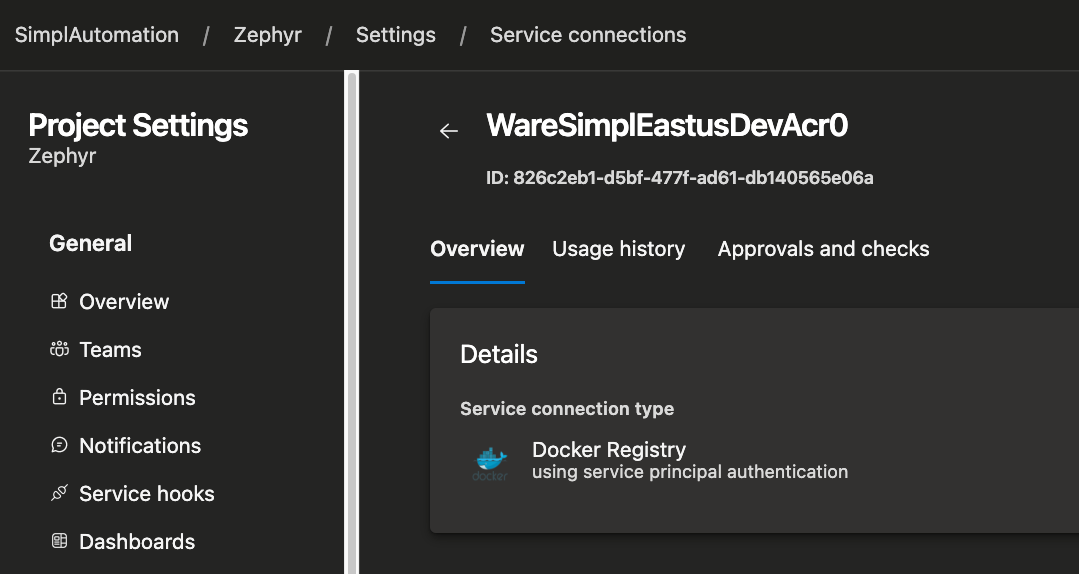 SimplAutomation / Zephyr / Settings / Service connections
Project Settings
Zephyr
General
Overview
Teams
Permissions
Notifications
Service hooks
Dashboards
WareSimplEastusDevAcr0
ID: 826c2eb1-d5bf-477f-ad61-db140565e06a
Overview Usage history Approvals and checks
Details
Service connection type
docker
Docker Registry
using service principal authentication